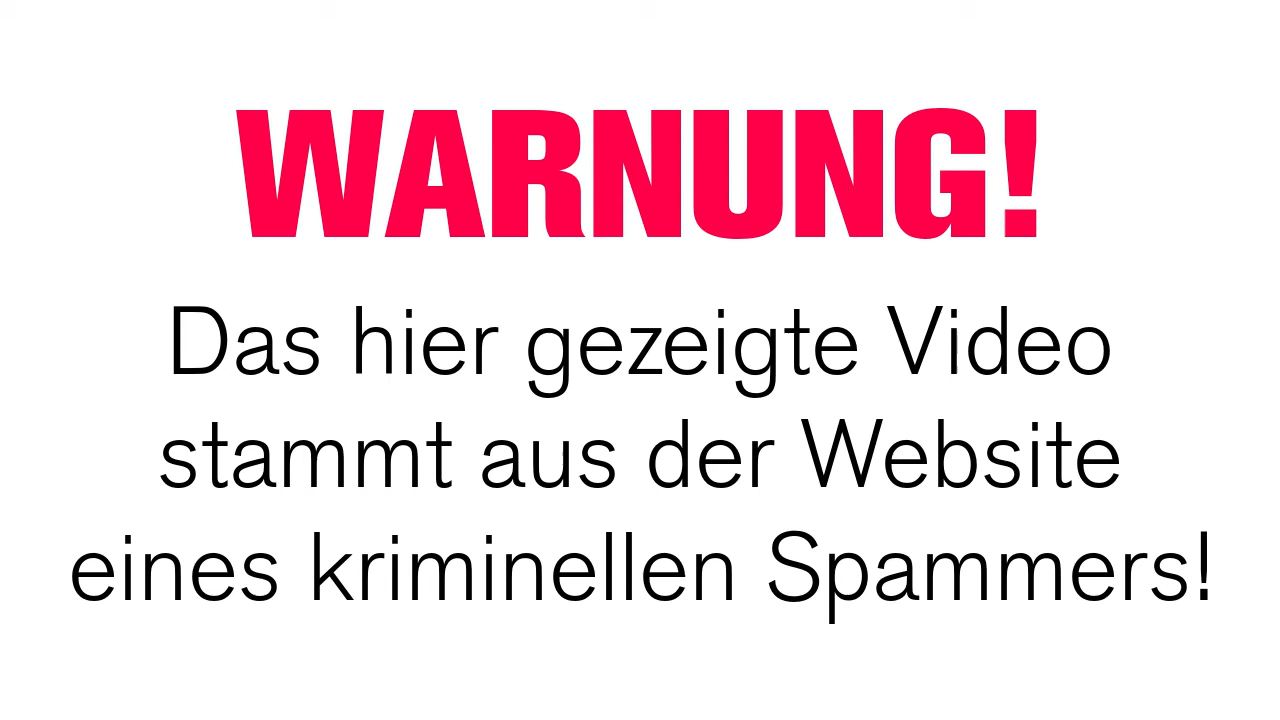 WARNUNG!
Das hier gezeigte Video
stammt aus der Website
eines kriminellen Spammers!